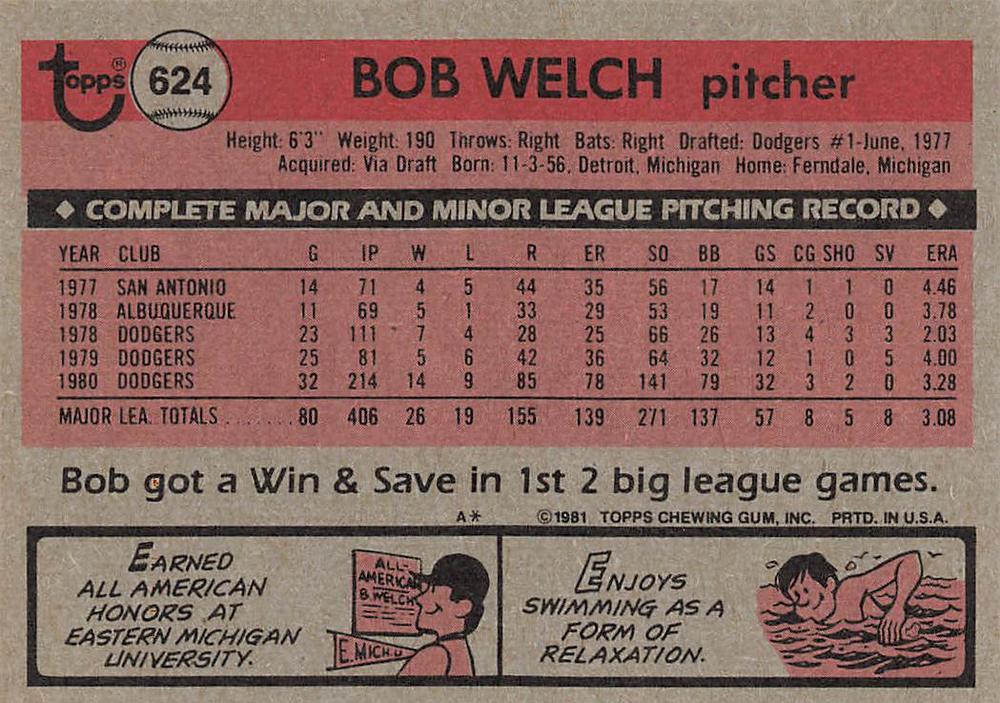 Topps® 624 BOB WELCH pitcher
Height: 6'3" Weight: 190 Throws: Right Bats: Right Drafted: Dodgers #1-June, 1977
Acquired: Via Draft Born: 11-3-56, Detroit, Michigan Home: Ferndale, Michigan
◆ COMPLETE MAJOR AND MINOR LEAGUE PITCHING RECORD ◆
YEAR CLUB G IP W L R ER SO BB GS CG SHO SV ERA
1977 SAN ANTONIO 14 71 4 5 44 35 56 17 14 1 1 0 4.46
1978 ALBUQUERQUE 11 69 5 1 33 29 53 19 11 2 0 0 3.78
1978 DODGERS 23 111 7 4 28 25 66 26 13 4 3 3 2.03
1979 DODGERS 25 81 5 6 42 36 64 32 12 1 0 5 4.00
1980 DODGERS 32 214 14 9 85 78 141 79 32 3 2 0 3.28
MAJOR LEA. TOTALS ....... 80 406 26 19 155 139 271 137 57 8 5 8 3.08
Bob got a Win & Save in 1st 2 big league games.
A* ©1981 TOPPS CHEWING GUM, INC. PRTD. IN U.S.A.
EARNED
ALL AMERICAN
HONORS AT
EASTERN MICHIGAN
UNIVERSITY.
ALL-
AMERICAN
B. WELCH
E. MICH U
ENJOYS
SWIMMING AS A
FORM OF
RELAXATION.